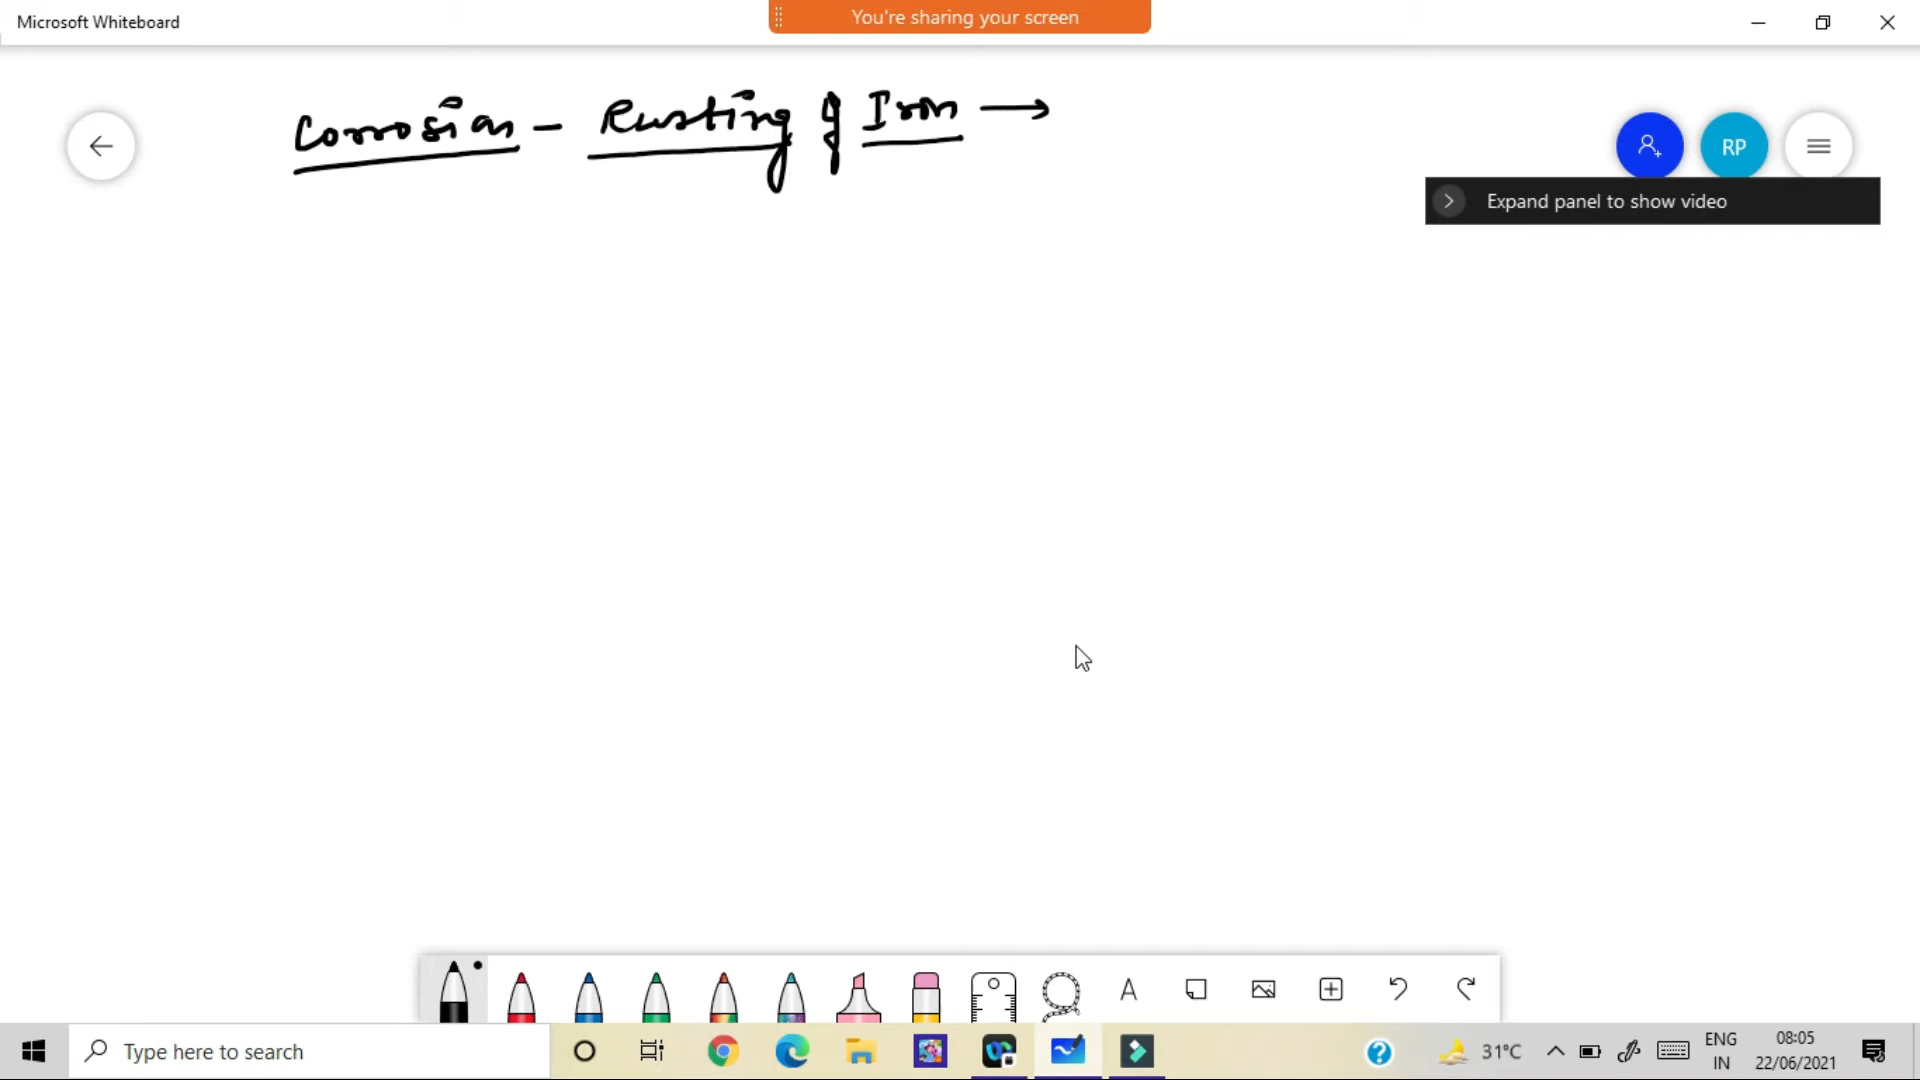 Microsoft Whiteboard
You're sharing your screen
Corrosion - Rusting of Iron →
RP
Expand panel to show video
A
Type here to search
31°C
ENG
IN
08:05
22/06/2021